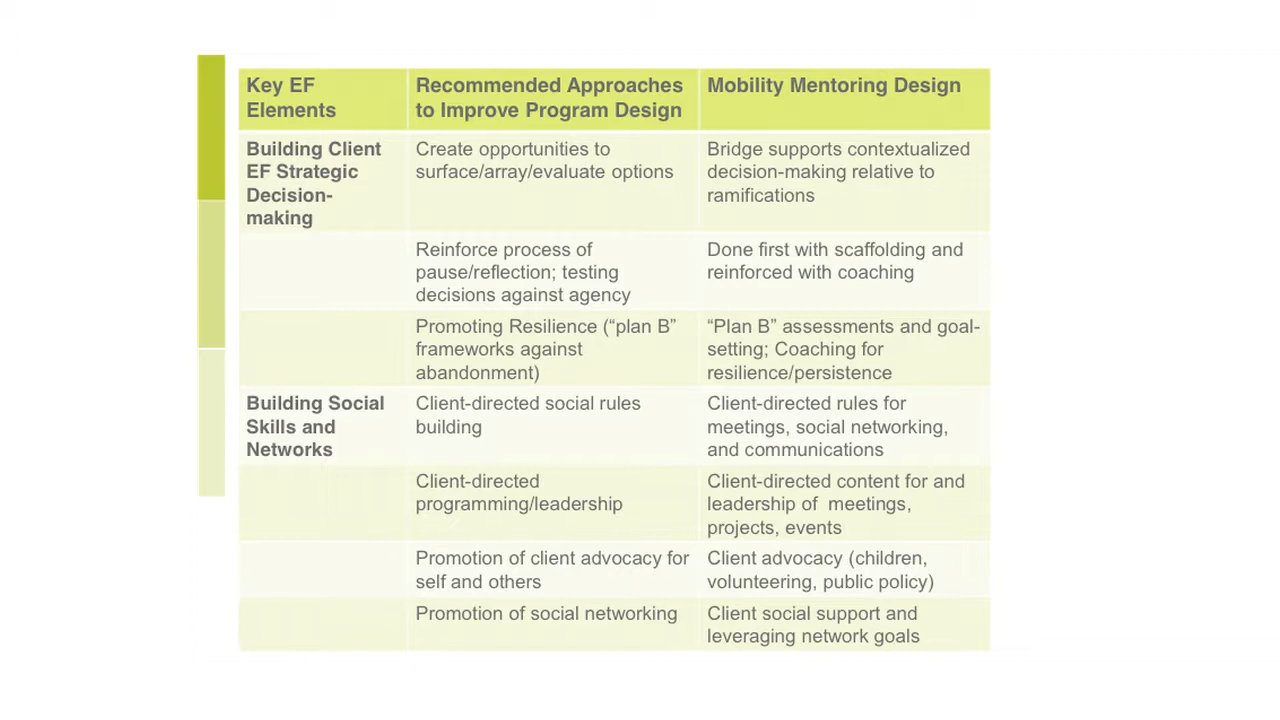 Key EF
Elements
Recommended Approaches
to Improve Program Design
Mobility Mentoring Design
Building Client
EF Strategic
Decision-
making
Create opportunities to
surface/array/evaluate options
Bridge supports contextualized
decision-making relative to
ramifications
Reinforce process of
pause/reflection; testing
decisions against agency
Done first with scaffolding and
reinforced with coaching
Promoting Resilience (“plan B”
frameworks against
abandonment)
“Plan B” assessments and goal-
setting; Coaching for
resilience/persistence
Building Social
Skills and
Networks
Client-directed social rules
building
Client-directed rules for
meetings, social networking,
and communications
Client-directed
programming/leadership
Client-directed content for and
leadership of  meetings,
projects, events
Promotion of client advocacy for
self and others
Client advocacy (children,
volunteering, public policy)
Promotion of social networking
Client social support and
leveraging network goals